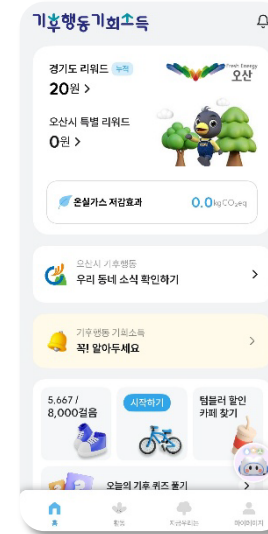 기후행동기회소득
경기도 리워드 누적
20원 >
Fresh Energy
오산
오산시 특별 리워드
0원 >
온실가스 저감효과
0.0kgCO₂eq
오산시 기후행동
우리 동네 소식 확인하기 >
기후행동 기회소득
꼭! 알아두세요 >
5,667 /
8,000걸음
시작하기
텀블러 할인
카페 찾기
오늘의 기후 퀴즈 풀기 >
홈
활동
지금우리는
마이페이지